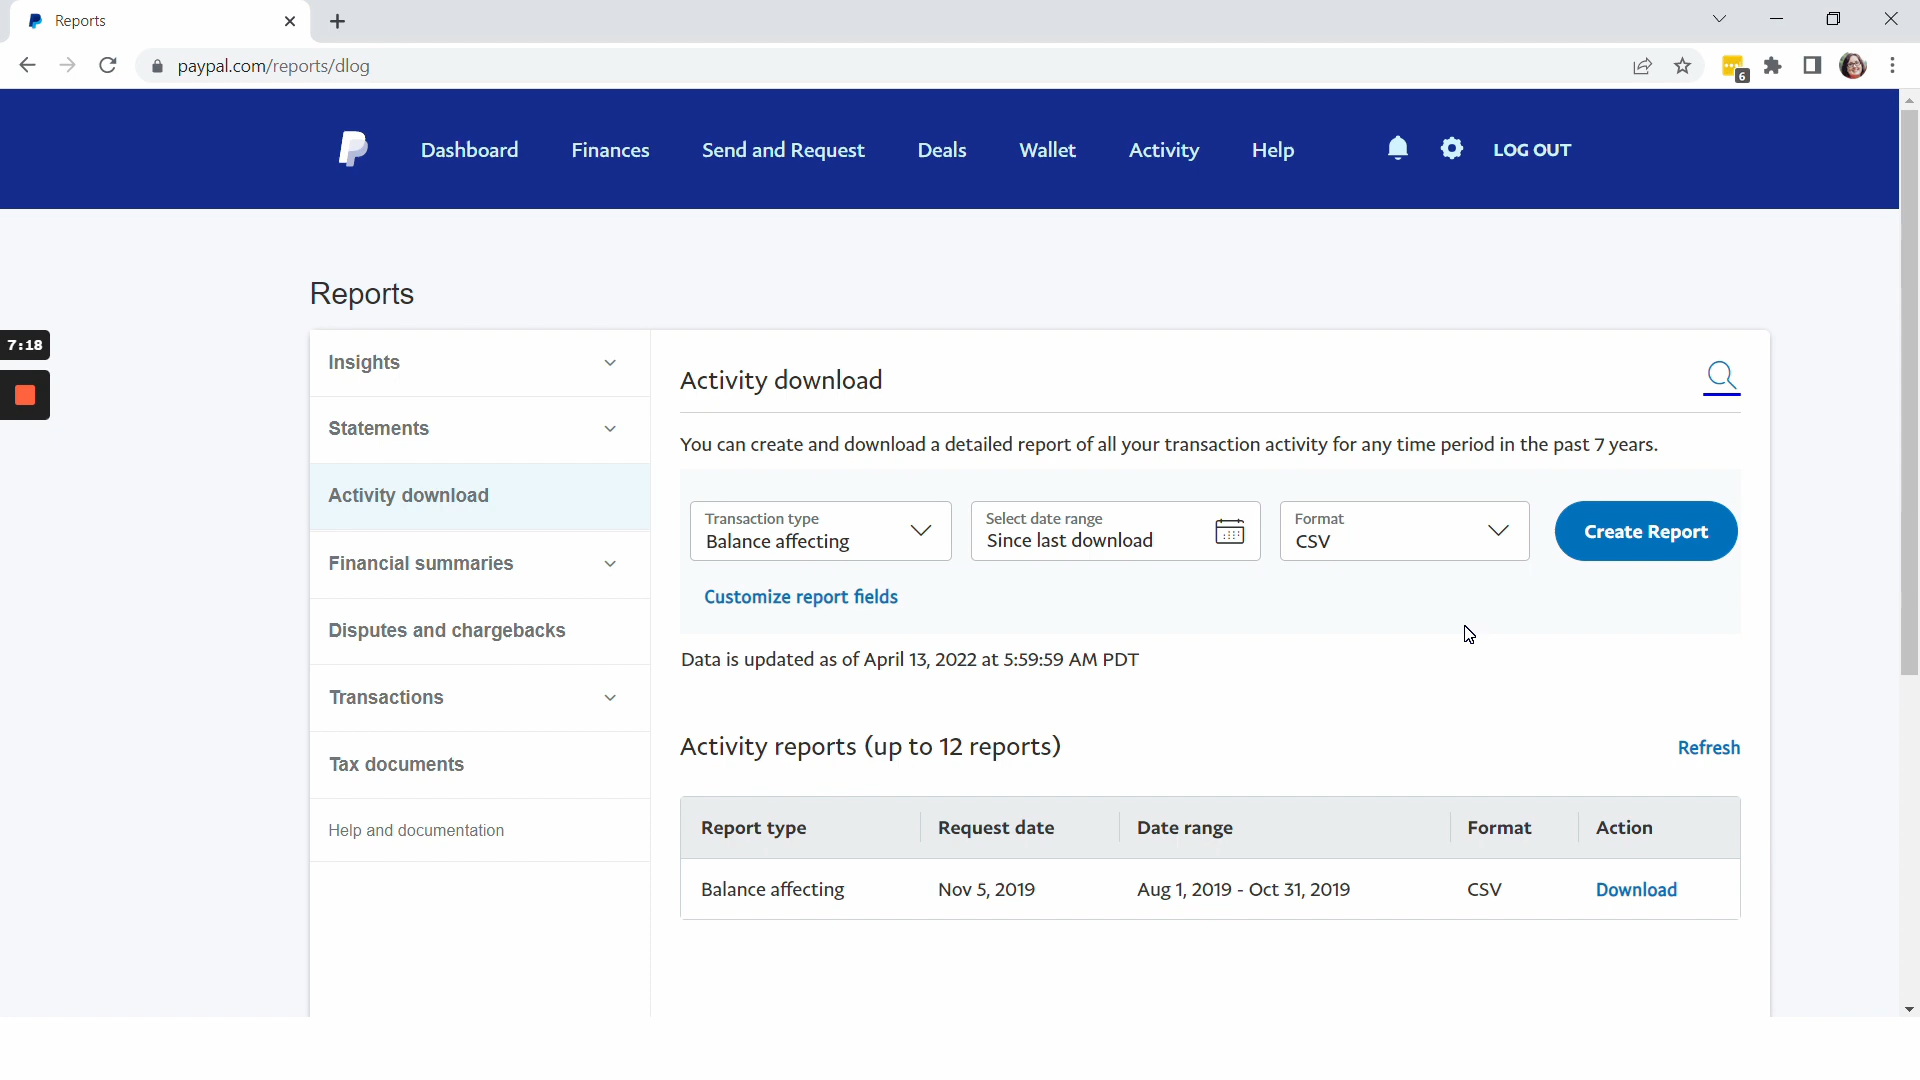 Reports
paypal.com/reports/dlog
6
Dashboard Finances Send and Request Deals Wallet Activity Help LOG OUT
Reports
7:18
Insights
Statements
Activity download
Financial summaries
Disputes and chargebacks
Transactions
Tax documents
Help and documentation
Activity download
You can create and download a detailed report of all your transaction activity for any time period in the past 7 years.
Transaction type
Balance affecting
Select date range
Since last download
Format
CSV
Create Report
Customize report fields
Data is updated as of April 13, 2022 at 5:59:59 AM PDT
Activity reports (up to 12 reports)
Refresh
Report type Request date Date range Format Action
Balance affecting Nov 5, 2019 Aug 1, 2019 - Oct 31, 2019 CSV Download